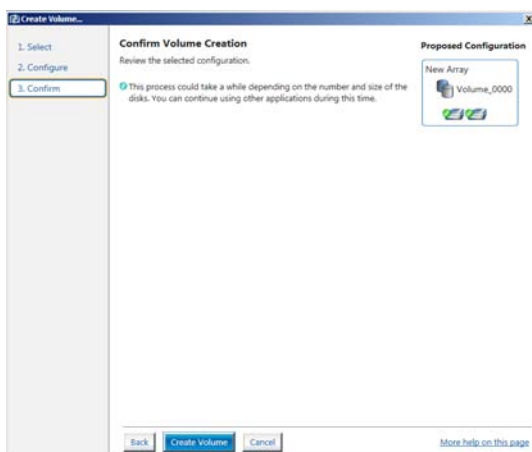 Create Volume...
1. Select
2. Configure
3. Confirm
Confirm Volume Creation
Review the selected configuration.
This process could take a while depending on the number and size of the
disks. You can continue using other applications during this time.
Proposed Configuration
New Array
Volume_0000
Back
Create Volume
Cancel
More help on this page